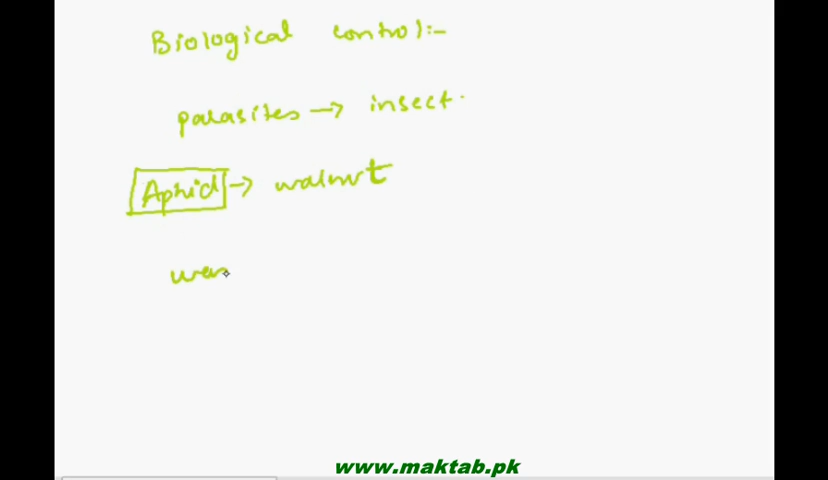 Biological control:-
parasites → insect.
Aphid → walnut
www.maktab.pk